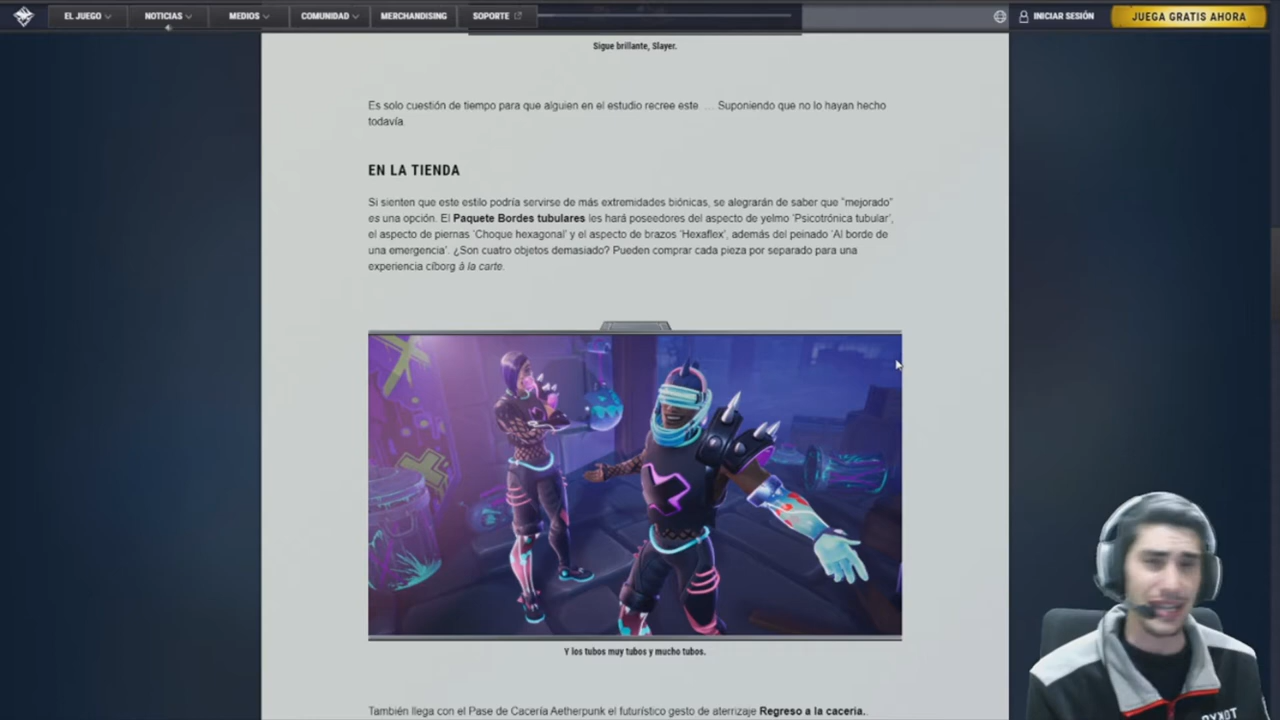 EL JUEGO NOTICIAS MEDIOS COMUNIDAD MERCHANDISING SOPORTE INICIAR SESIÓN JUEGA GRATIS AHORA
Sigue brillante, Slayer.
Es solo cuestión de tiempo para que alguien en el estudio recree este ... Suponiendo que no lo hayan hecho
todavía
EN LA TIENDA
Si sienten que este estilo podría servirse de más extremidades biónicas, se alegrarán de saber que "mejorado"
es una opción. El Paquete Bordes tubulares les hará poseedores del aspecto de yelmo 'Psicotrónica tubular',
el aspecto de piernas 'Choque hexagonal' y el aspecto de brazos 'Hexaflex', además del peinado 'Al borde de
una emergencia'. ¿Son cuatro objetos demasiado? Pueden comprar cada pieza por separado para una
experiencia cíborg à la carte.
Y los tubos muy tubos y mucho tubos.
También llega con el Pase de Cacería Aetherpunk el futurístico gesto de aterrizaje Regreso a la cacería.